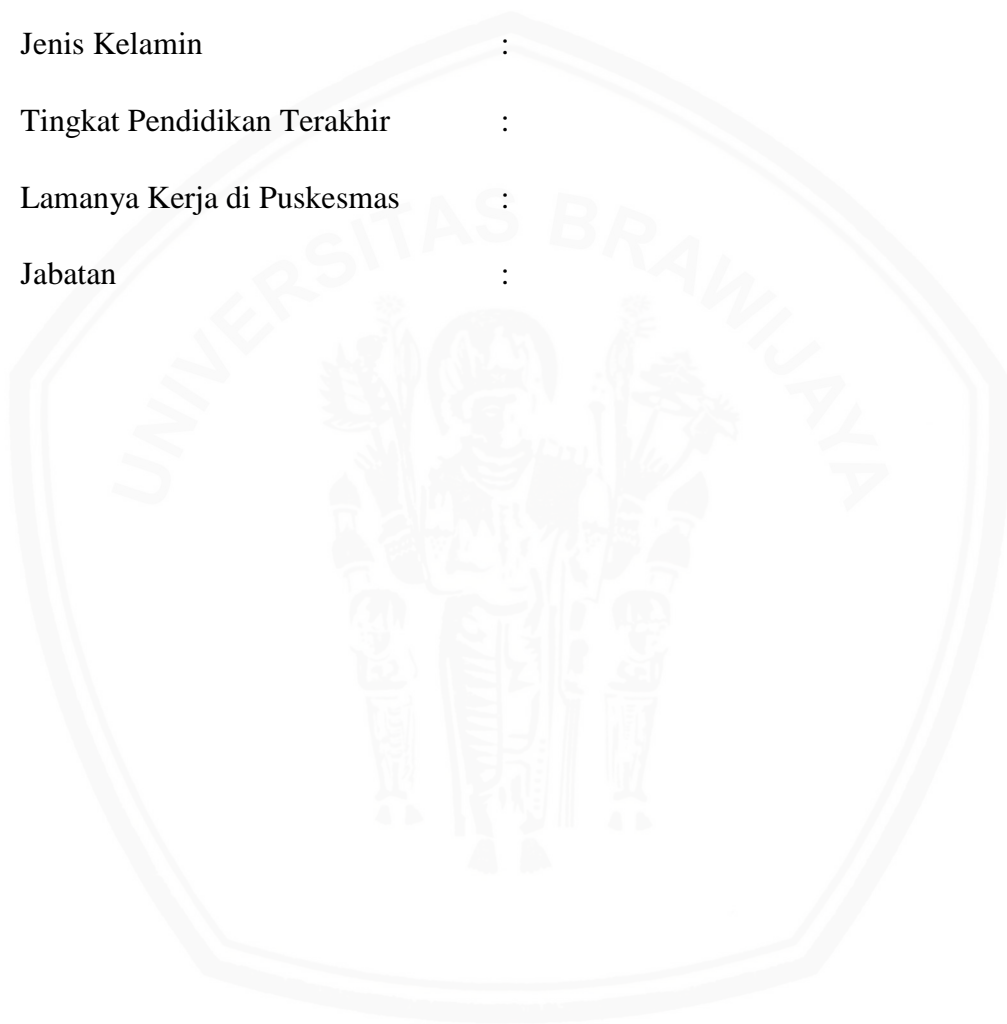 Jenis Kelamin :
Tingkat Pendidikan Terakhir :
Lamanya Kerja di Puskesmas :
Jabatan :
UNIVERSITAS BRAWIJAYA